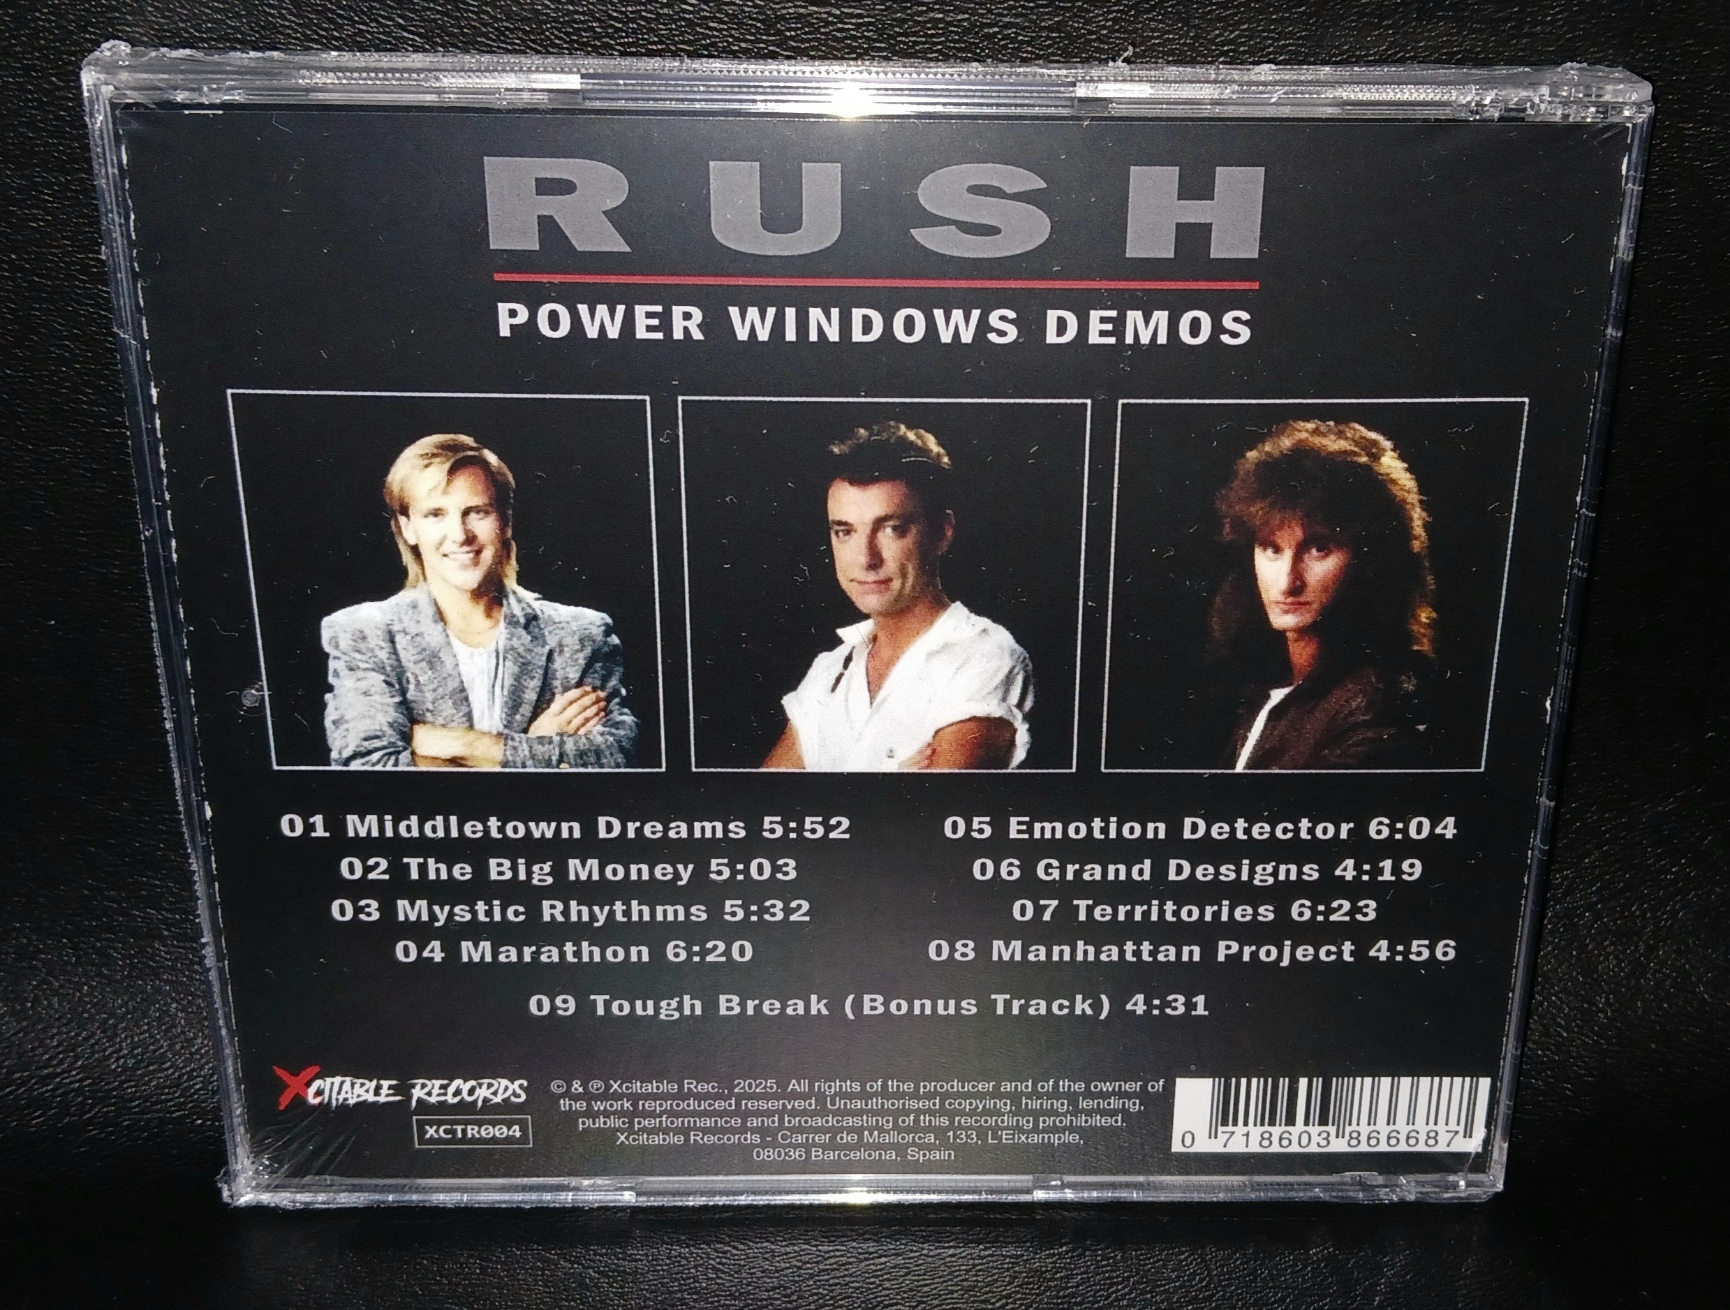 RUSH
POWER WINDOWS DEMOS
01 Middletown Dreams 5:52
02 The Big Money 5:03
03 Mystic Rhythms 5:32
04 Marathon 6:20
05 Emotion Detector 6:04
06 Grand Designs 4:19
07 Territories 6:23
08 Manhattan Project 4:56
09 Tough Break (Bonus Track) 4:31
XCITABLE RECORDS
XCTR004
© & ℗ Xcitable Rec., 2025. All rights of the producer and of the owner of
the work reproduced reserved. Unauthorised copying, hiring, lending,
public performance and broadcasting of this recording prohibited.
Xcitable Records - Carrer de Mallorca, 133, L'Eixample,
08036 Barcelona, Spain
0 718603 866687